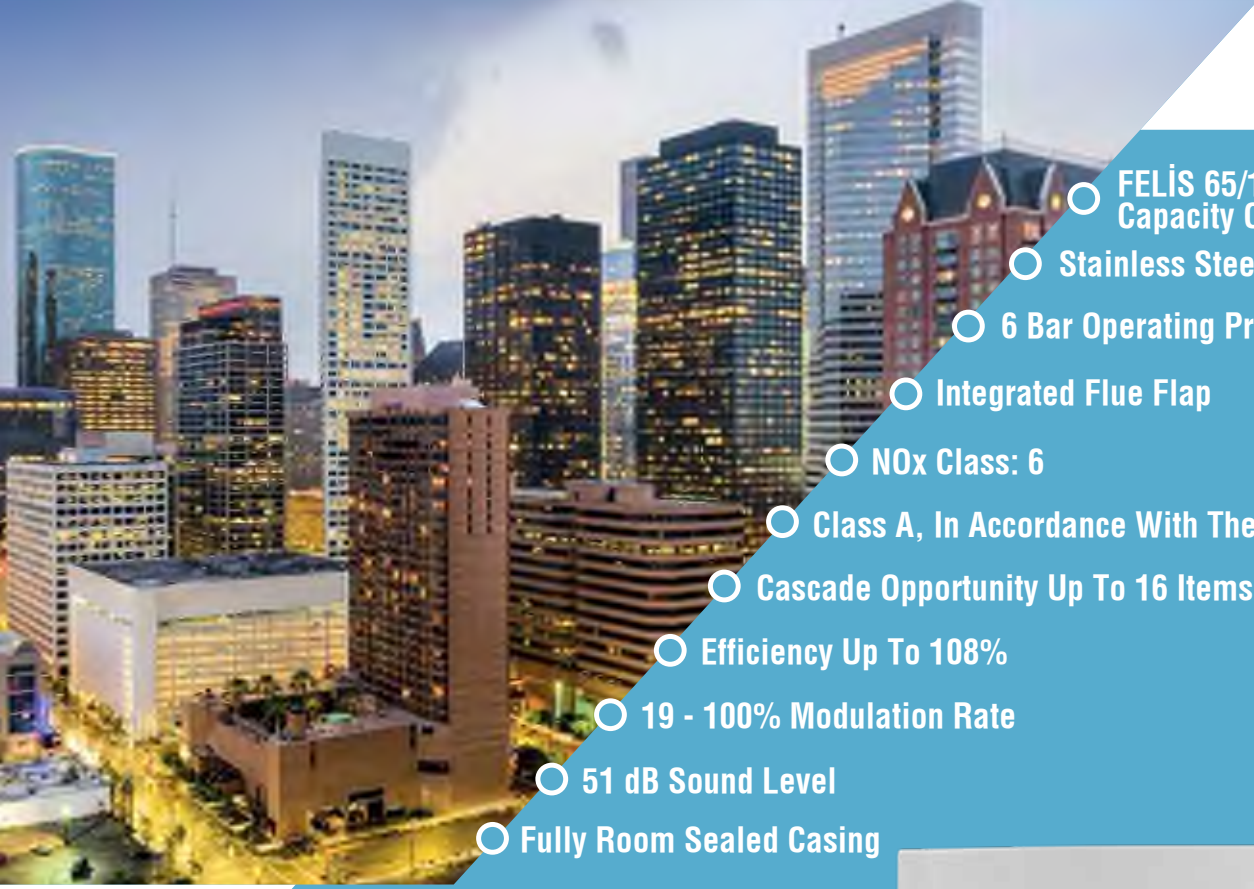 FELİS 65/1
Capacity C
Stainless Stee
6 Bar Operating Pr
Integrated Flue Flap
NOx Class: 6
Class A, In Accordance With The
Cascade Opportunity Up To 16 Items
Efficiency Up To 108%
19 - 100% Modulation Rate
51 dB Sound Level
Fully Room Sealed Casing